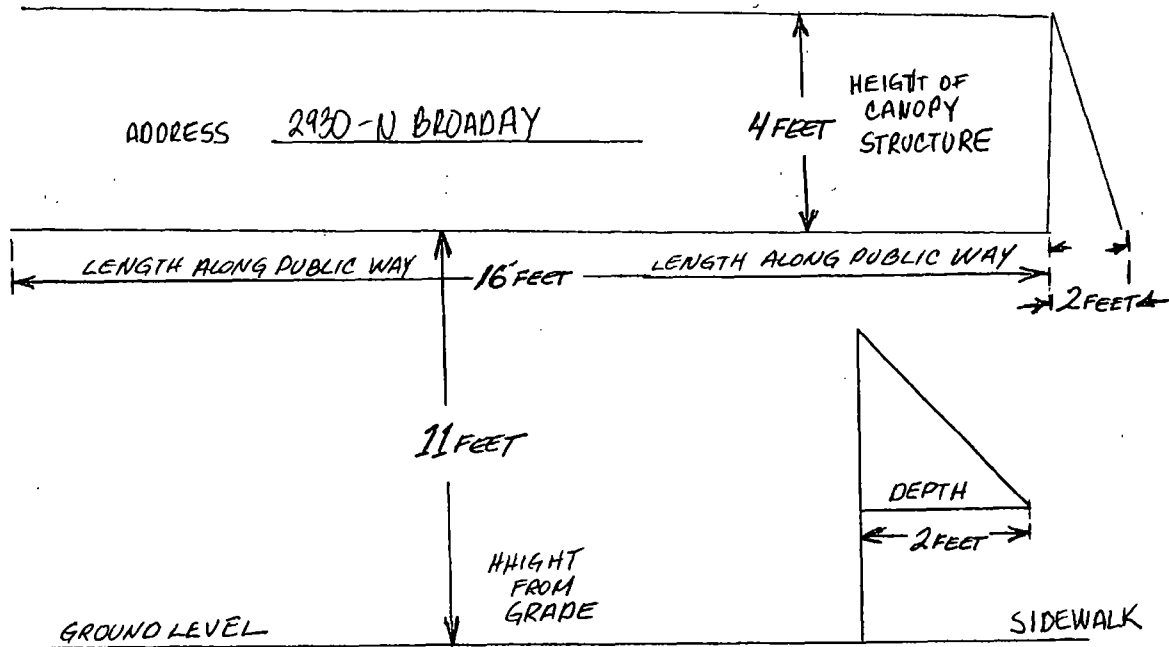 ADDRESS 2930-N BROADAY
4 FEET
HEIGHT OF
CANOPY
STRUCTURE
LENGTH ALONG PUBLIC WAY 16 FEET LENGTH ALONG PUBLIC WAY
2 FEET
11 FEET
DEPTH
2 FEET
HHIGHT
FROM
GRADE
GROUND LEVEL
SIDEWALK